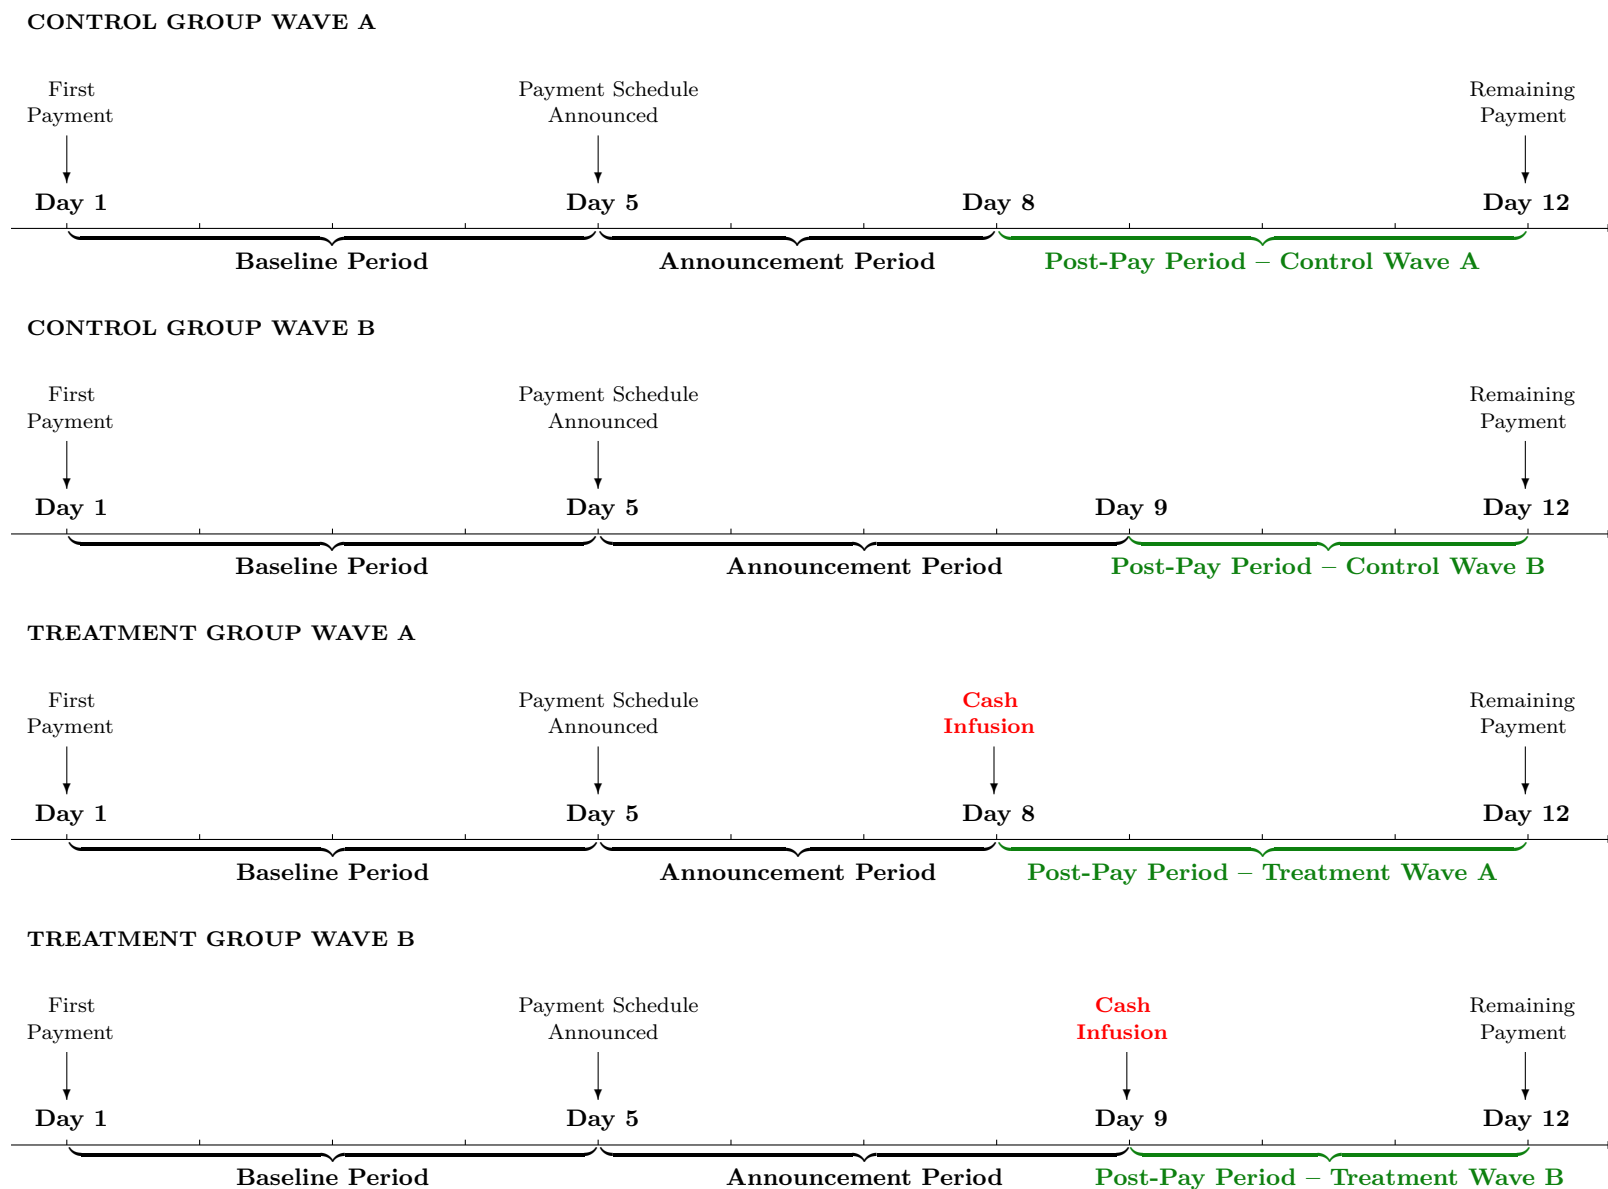 CONTROL GROUP WAVE A
First Payment Schedule Remaining
Payment Announced Payment
Day 1 Day 5 Day 8 Day 12
Baseline Period Announcement Period Post-Pay Period – Control Wave A
CONTROL GROUP WAVE B
First Payment Schedule Remaining
Payment Announced Payment
Day 1 Day 5 Day 9 Day 12
Baseline Period Announcement Period Post-Pay Period – Control Wave B
TREATMENT GROUP WAVE A
First Payment Schedule Cash Remaining
Payment Announced Infusion Payment
Day 1 Day 5 Day 8 Day 12
Baseline Period Announcement Period Post-Pay Period – Treatment Wave A
TREATMENT GROUP WAVE B
First Payment Schedule Cash Remaining
Payment Announced Infusion Payment
Day 1 Day 5 Day 9 Day 12
Baseline Period Announcement Period Post-Pay Period – Treatment Wave B